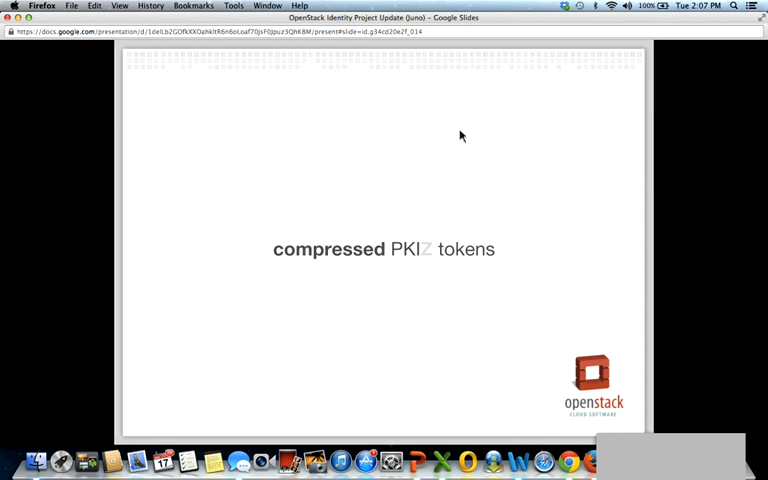 Firefox File Edit View History Bookmarks Tools Window Help 100% Tue 2:07 PM
OpenStack Identity Project Update (Juno) – Google Slides
compressed PKIZ tokens
openstack
CLOUD SOFTWARE
17